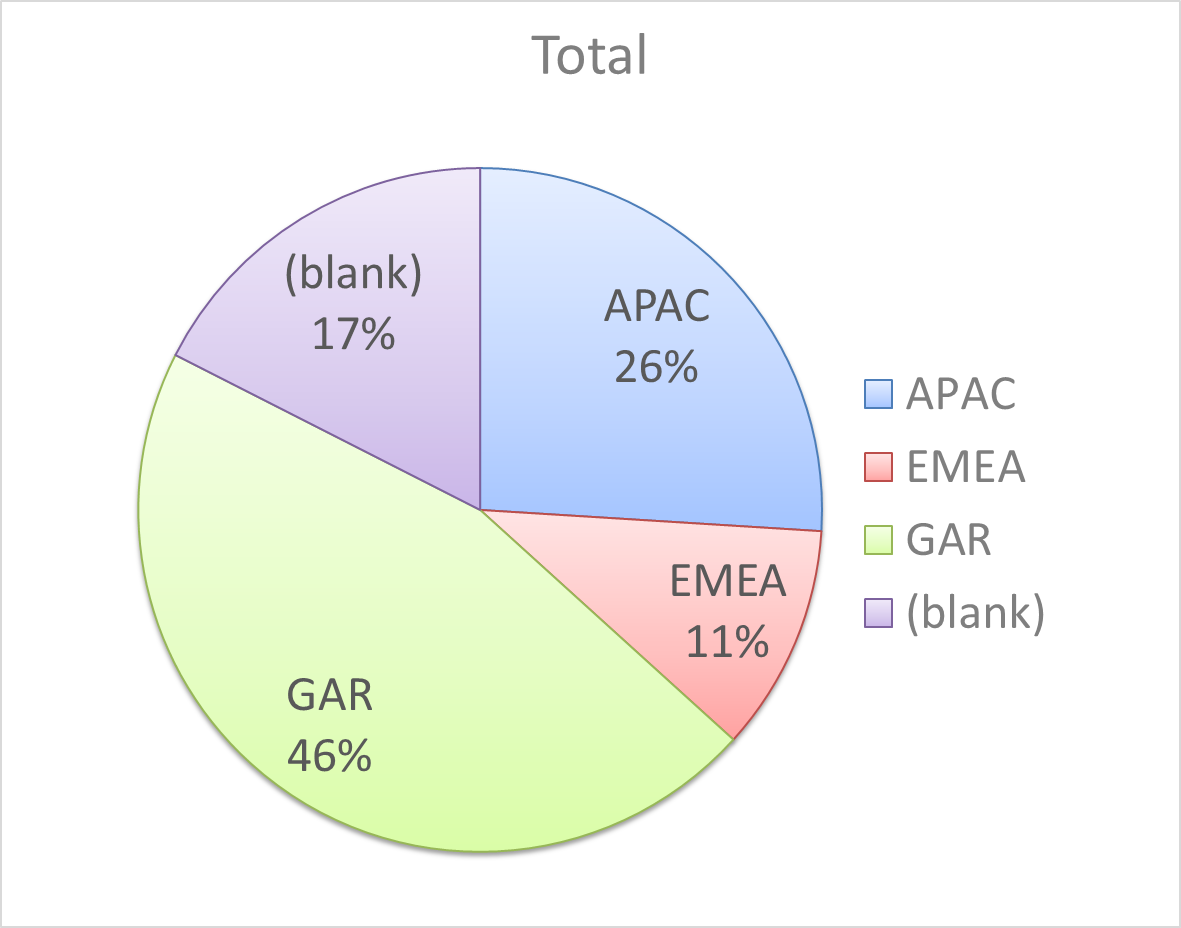 Total
(blank)
17%
APAC
26%
EMEA
11%
GAR
46%
APAC
EMEA
GAR
(blank)